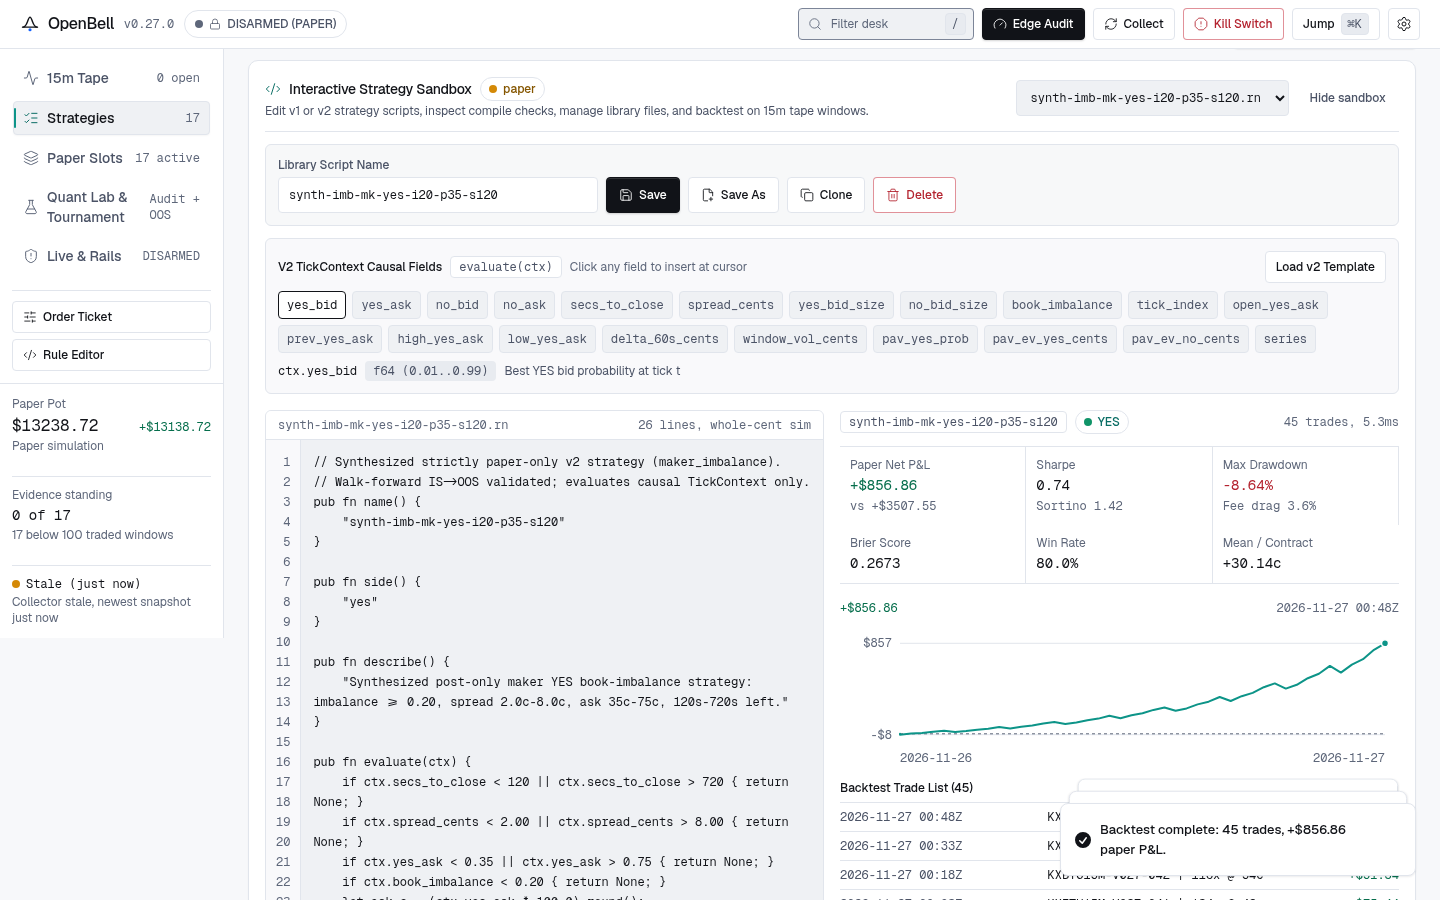 OpenBell v0.27.0 DISARMED (PAPER) Filter desk / Edge Audit Collect Kill Switch Jump ⌘K
15m Tape 0 open
Strategies 17
Paper Slots 17 active
Quant Lab & Tournament Audit + OOS
Live & Rails DISARMED
Order Ticket
Rule Editor
Paper Pot
$13238.72 +$13138.72
Paper simulation
Evidence standing
0 of 17
17 below 100 traded windows
Stale (just now)
Collector stale, newest snapshot
just now
Interactive Strategy Sandbox paper
Edit v1 or v2 strategy scripts, inspect compile checks, manage library files, and backtest on 15m tape windows.
synth-imb-mk-yes-i20-p35-s120.rn Hide sandbox
Library Script Name
synth-imb-mk-yes-i20-p35-s120 Save Save As Clone Delete
V2 TickContext Causal Fields evaluate(ctx) Click any field to insert at cursor Load v2 Template
yes_bid yes_ask no_bid no_ask secs_to_close spread_cents yes_bid_size no_bid_size book_imbalance tick_index open_yes_ask
prev_yes_ask high_yes_ask low_yes_ask delta_60s_cents window_vol_cents pav_yes_prob pav_ev_yes_cents pav_ev_no_cents series
ctx.yes_bid f64 (0.01..0.99) Best YES bid probability at tick t
synth-imb-mk-yes-i20-p35-s120.rn 26 lines, whole-cent sim
1 // Synthesized strictly paper-only v2 strategy (maker_imbalance).
2 // Walk-forward IS→OOS validated; evaluates causal TickContext only.
3 pub fn name() {
4 "synth-imb-mk-yes-i20-p35-s120"
5 }
6
7 pub fn side() {
8 "yes"
9 }
10
11 pub fn describe() {
12 "Synthesized post-only maker YES book-imbalance strategy:
13 imbalance ≥ 0.20, spread 2.0c-8.0c, ask 35c-75c, 120s-720s left."
14 }
15
16 pub fn evaluate(ctx) {
17 if ctx.secs_to_close < 120 || ctx.secs_to_close > 720 { return
18 None; }
19 if ctx.spread_cents < 2.00 || ctx.spread_cents > 8.00 { return
20 None; }
21 if ctx.yes_ask < 0.35 || ctx.yes_ask > 0.75 { return None; }
22 if ctx.book_imbalance < 0.20 { return None; }
synth-imb-mk-yes-i20-p35-s120 YES 45 trades, 5.3ms
Paper Net P&L Sharpe Max Drawdown
+$856.86 0.74 -8.64%
vs +$3507.55 Sortino 1.42 Fee drag 3.6%
Brier Score Win Rate Mean / Contract
0.2673 80.0% +30.14c
+$856.86 2026-11-27 00:48Z
$857
-$8
2026-11-26 2026-11-27
Backtest Trade List (45)
2026-11-27 00:48Z
2026-11-27 00:33Z
2026-11-27 00:18Z
Backtest complete: 45 trades, +$856.86
paper P&L.